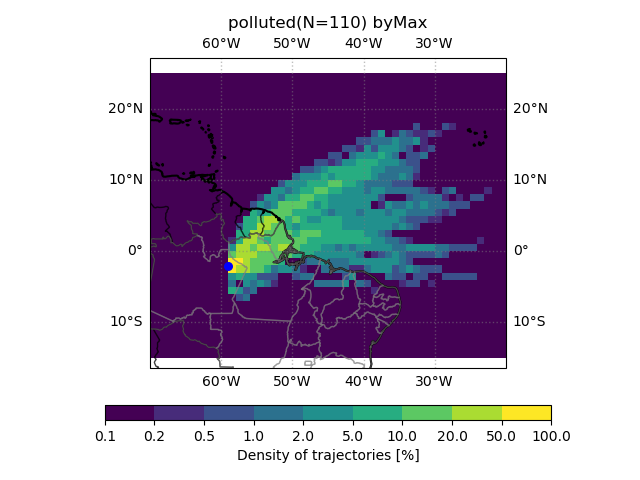 polluted(N=110) byMax
60°W 50°W 40°W 30°W
20°N 20°N
10°N 10°N
0° 0°
10°S 10°S
60°W 50°W 40°W 30°W
0.1 0.2 0.5 1.0 2.0 5.0 10.0 20.0 50.0 100.0
Density of trajectories [%]